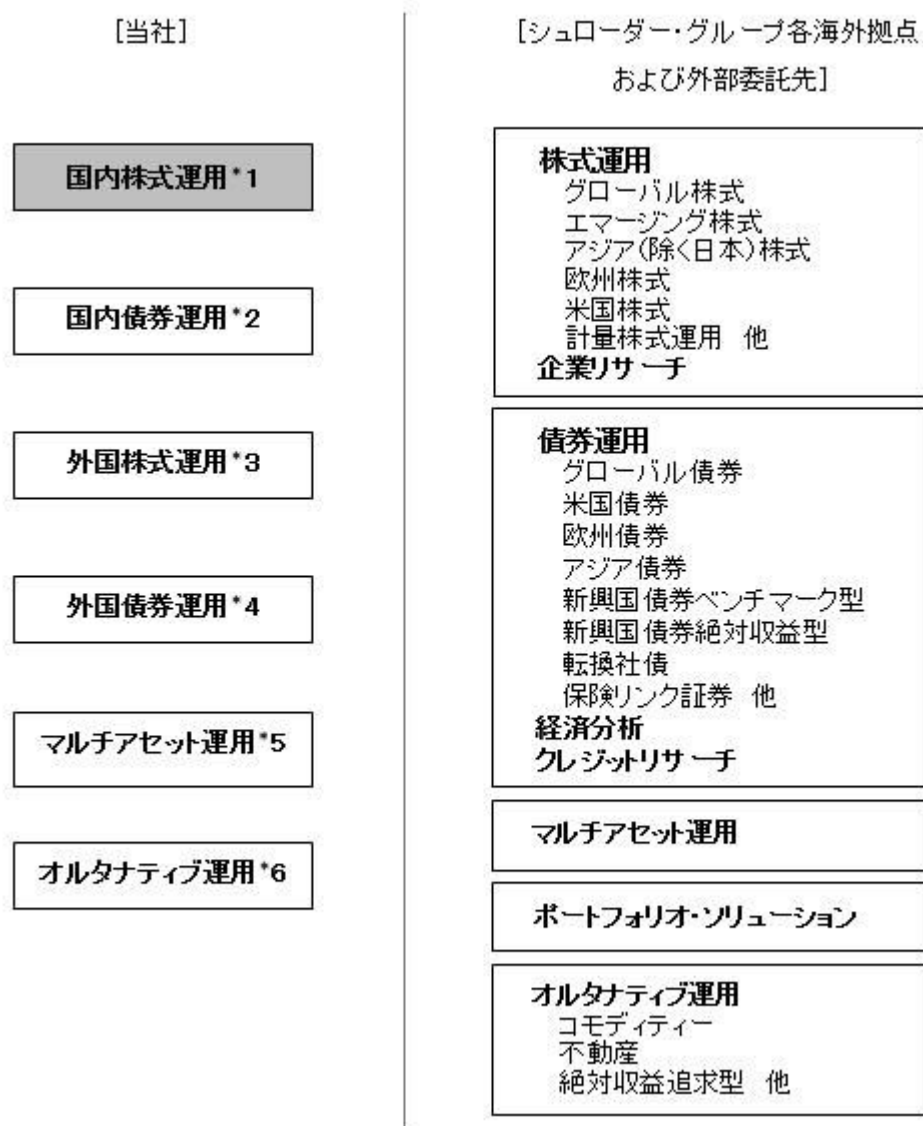 [当社]
国内株式運用*1
国内債券運用*2
外国株式運用*3
外国債券運用*4
マルチアセット運用*5
オルタナティブ運用*6
[シュローダー・グループ各海外拠点
および外部委託先]
株式運用
グローバル株式
エマージング株式
アジア(除く日本)株式
欧州株式
米国株式
計量株式運用 他
企業リサーチ
債券運用
グローバル債券
米国債券
欧州債券
アジア債券
新興国債券ベンチマーク型
新興国債券絶対収益型
転換社債
保険リンク証券 他
経済分析
クレジットリサーチ
マルチアセット運用
ポートフォリオ・ソリューション
オルタナティブ運用
コモディティー
不動産
絶対収益追求型 他